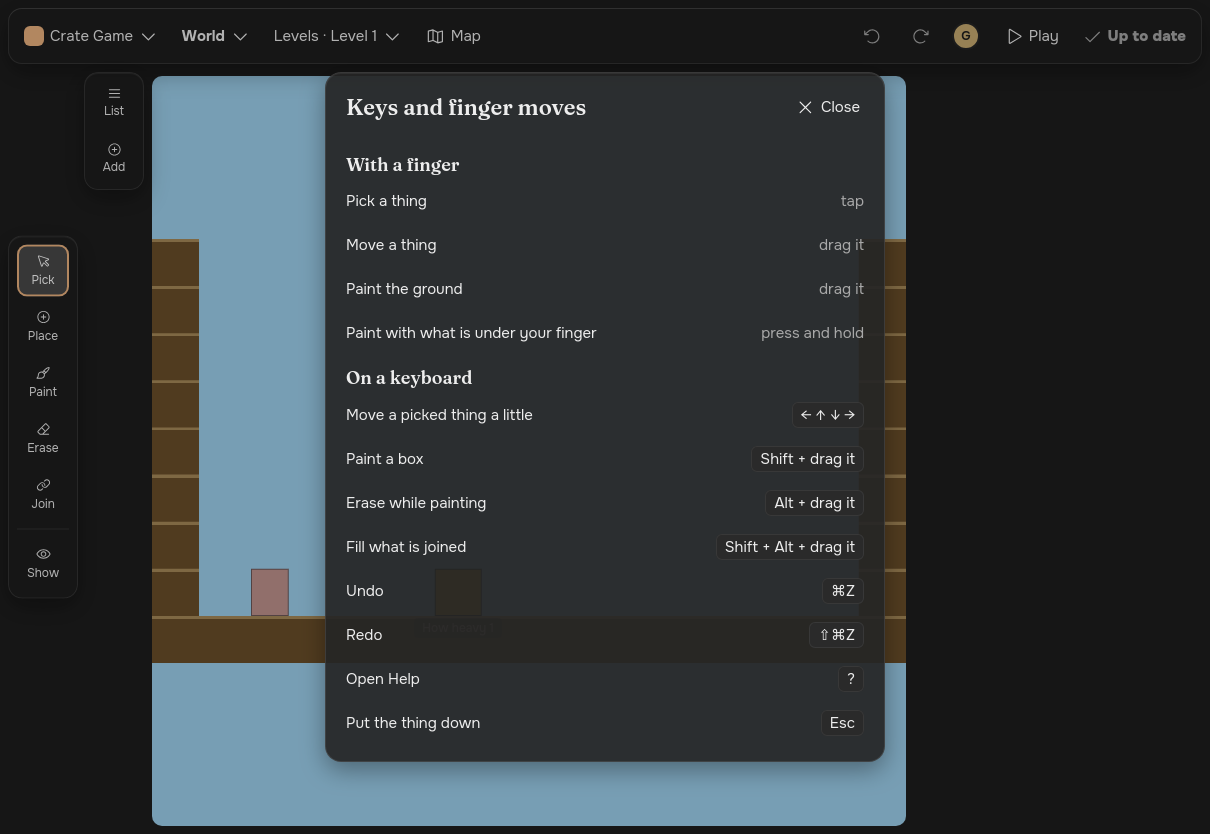 Crate Game
World
Levels · Level 1
Map
G
Play
Up to date
List
Add
Pick
Place
Paint
Erase
Join
Show
Keys and finger moves
Close
With a finger
Pick a thing tap
Move a thing drag it
Paint the ground drag it
Paint with what is under your finger press and hold
On a keyboard
Move a picked thing a little ← ↑ ↓ →
Paint a box Shift + drag it
Erase while painting Alt + drag it
Fill what is joined Shift + Alt + drag it
Undo ⌘Z
Redo ⇧⌘Z
Open Help ?
Put the thing down Esc